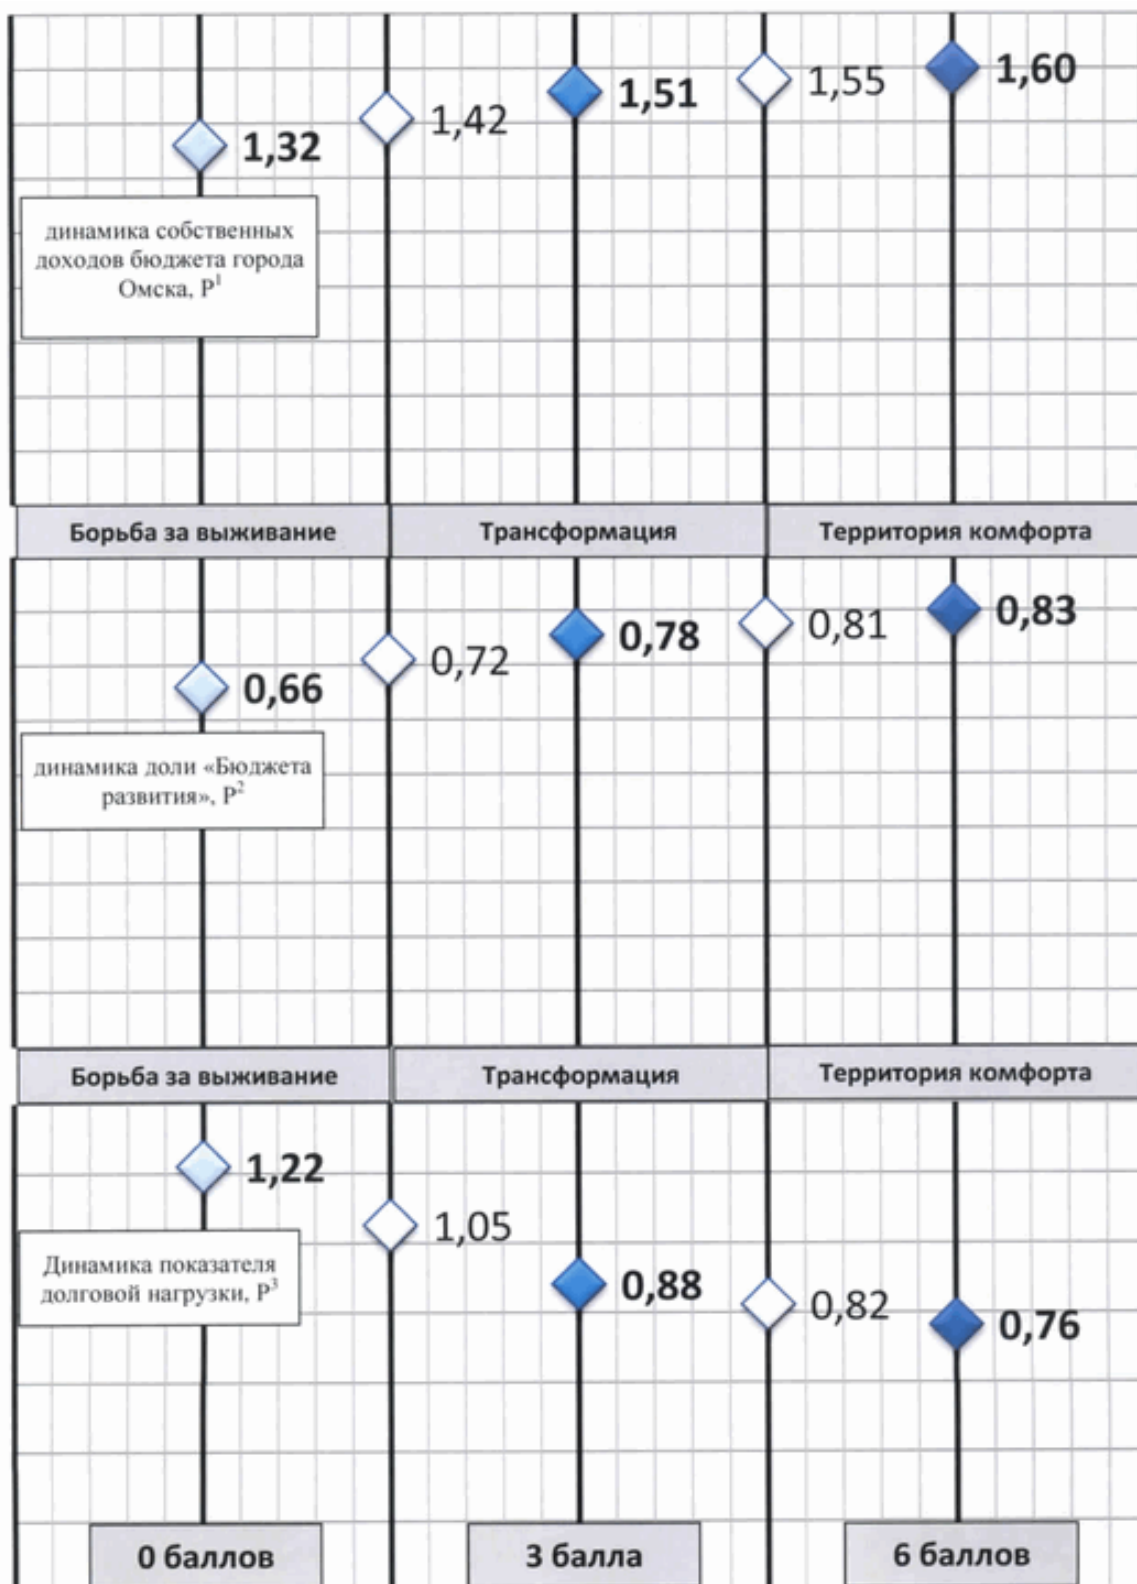 1,32
1,42
1,51
1,55
1,60
динамика собственных
доходов бюджета города
Омска, Р¹
Борьба за выживание
Трансформация
Территория комфорта
0,66
0,72
0,78
0,81
0,83
динамика доли «Бюджета
развития», Р²
Борьба за выживание
Трансформация
Территория комфорта
1,22
1,05
0,88
0,82
0,76
Динамика показателя
долговой нагрузки, Р³
0 баллов
3 балла
6 баллов